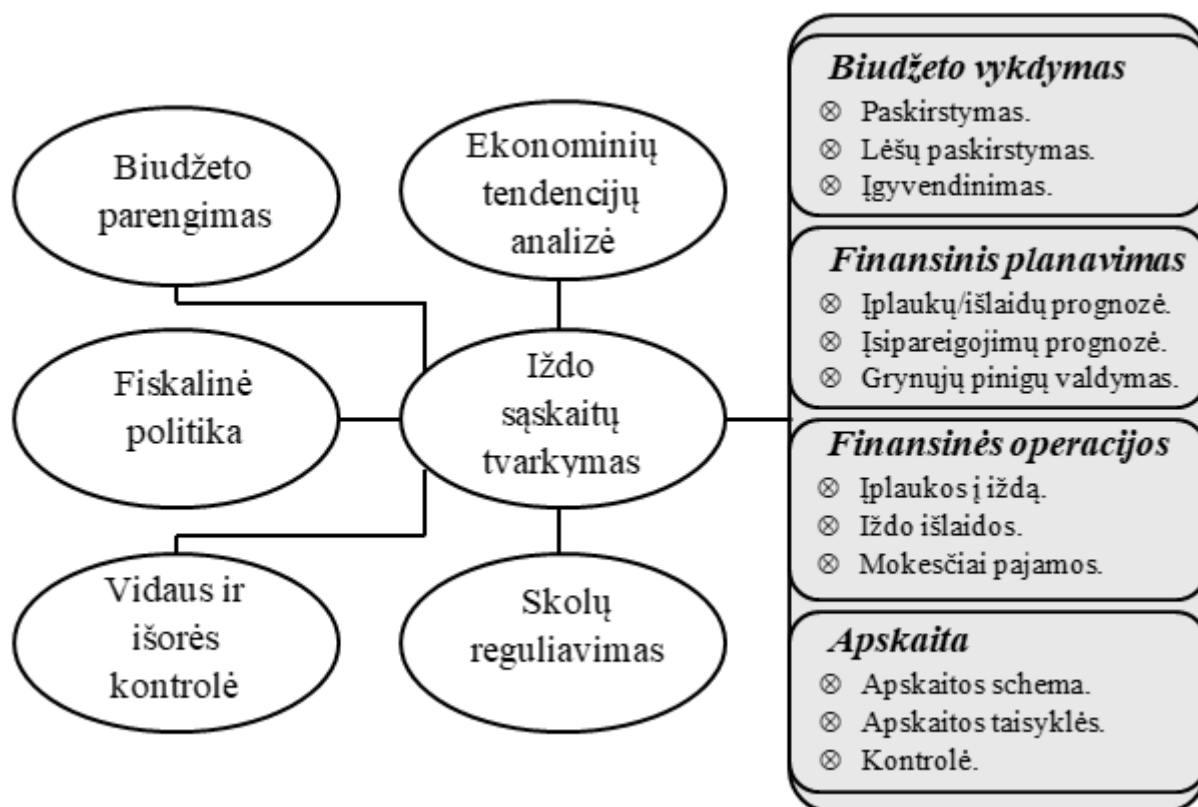 Biudžeto
parengimas
Ekonominių
tendencijų
analizė
Fiskalinė
politika
Iždo
sąskaitų
tvarkymas
Vidaus ir
išorės
kontrolė
Skolų
reguliavimas
Biudžeto vykdymas
⊗ Paskirstymas.
⊗ Lėšų paskirstymas.
⊗ Įgyvendinimas.
Finansinis planavimas
⊗ Įplaukų/išlaidų prognozė.
⊗ Įsipareigojimų prognozė.
⊗ Grynųjų pinigų valdymas.
Finansinės operacijos
⊗ Įplaukos į iždą.
⊗ Iždo išlaidos.
⊗ Mokesčiai pajamos.
Apskaita
⊗ Apskaitos schema.
⊗ Apskaitos taisyklės.
⊗ Kontrolė.